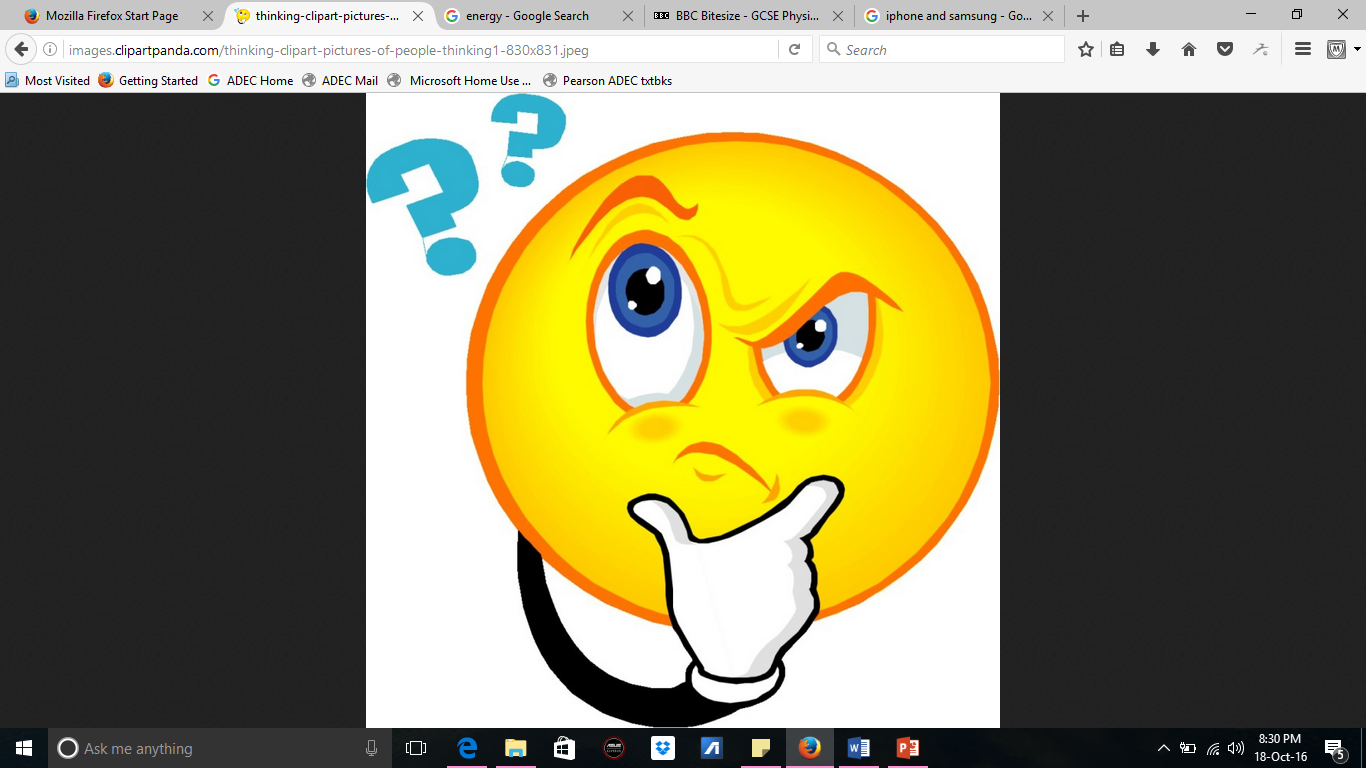 Mozilla Firefox Start Page
thinking-clipart-pictures-...
energy - Google Search
BBC BBC Bitesize - GCSE Physi...
iphone and samsung - Go...
images.clipartpanda.com/thinking-clipart-pictures-of-people-thinking1-830x831.jpeg
Search
Most Visited
Getting Started
ADEC Home
ADEC Mail
Microsoft Home Use ...
Pearson ADEC txtbks
? ?
Ask me anything
8:30 PM
18-Oct-16
5